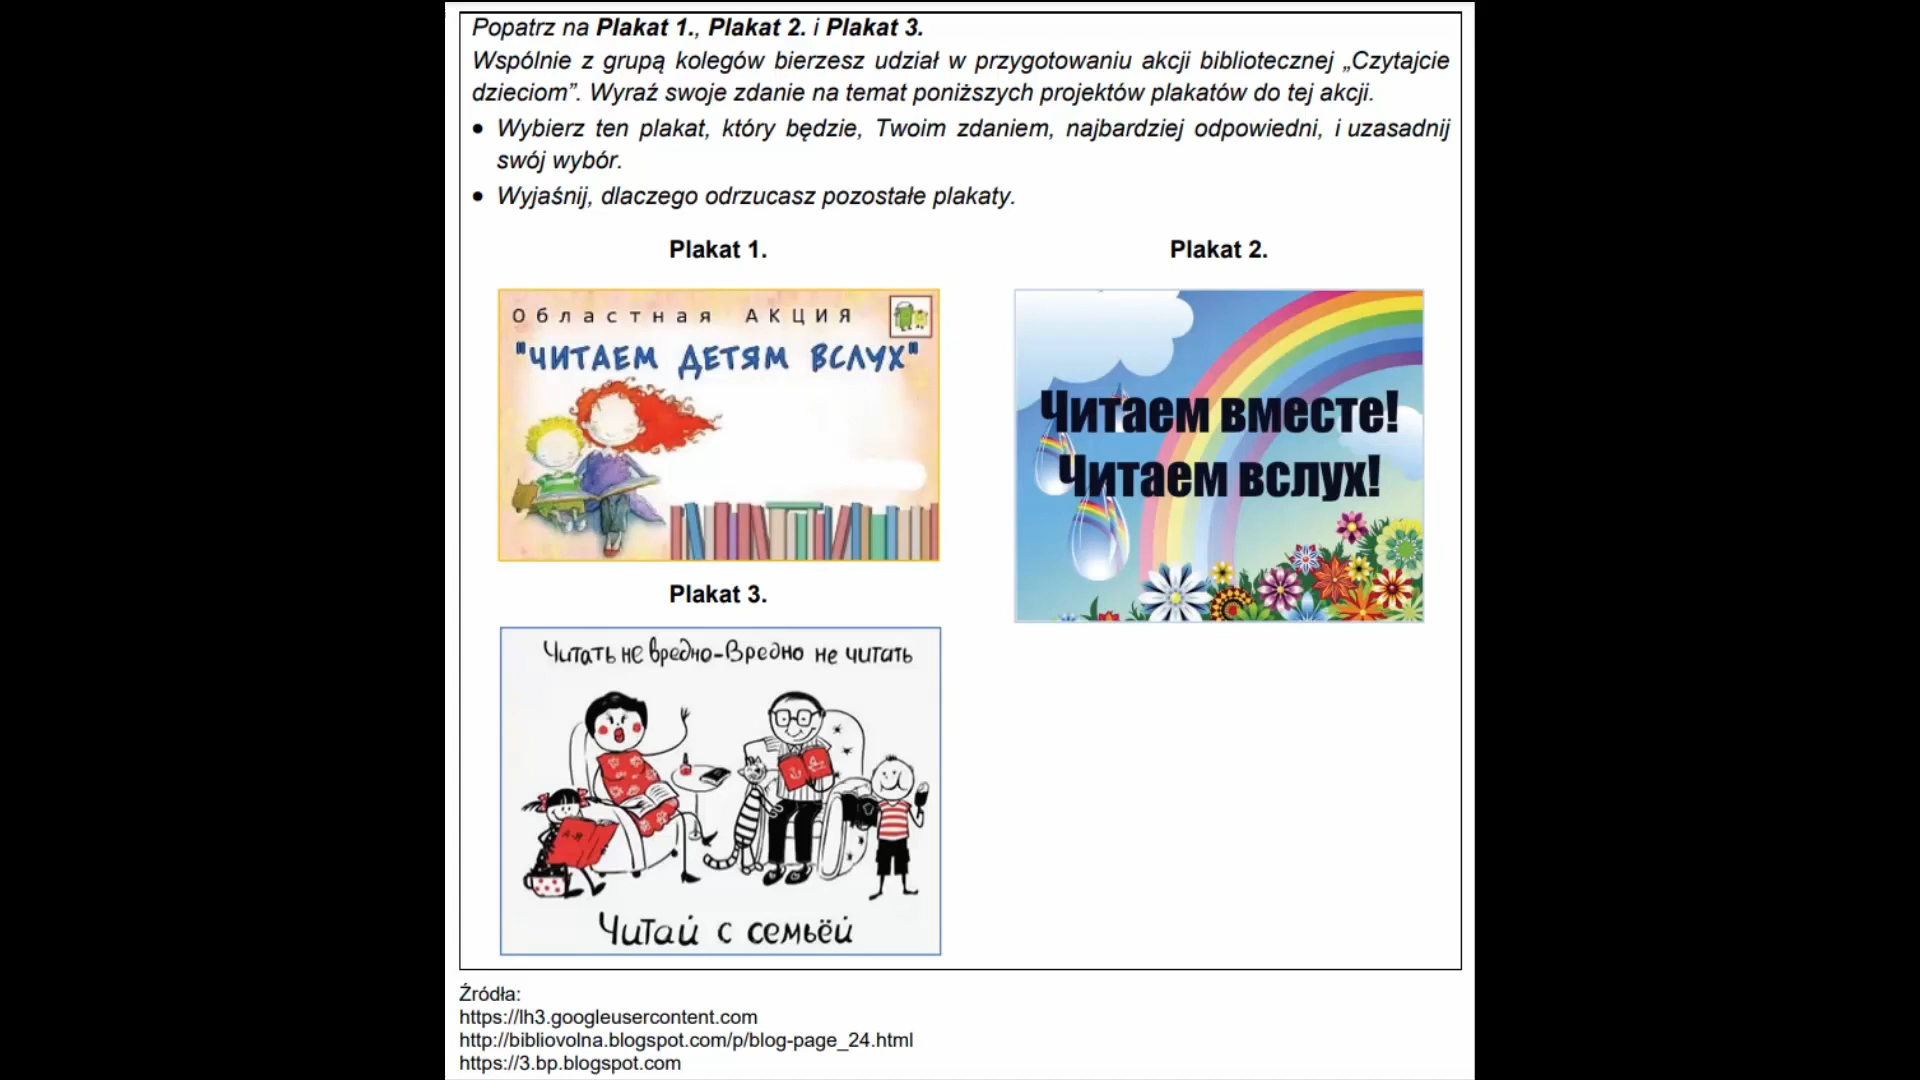 Popatrz na Plakat 1., Plakat 2. i Plakat 3.
Wspólnie z grupą kolegów bierzesz udział w przygotowaniu akcji bibliotecznej „Czytajcie
dzieciom”. Wyraź swoje zdanie na temat poniższych projektów plakatów do tej akcji.
• Wybierz ten plakat, który będzie, Twoim zdaniem, najbardziej odpowiedni, i uzasadnij
swój wybór.
• Wyjaśnij, dlaczego odrzucasz pozostałe plakaty.
Plakat 1.
Областная АКЦИЯ
"ЧИТАЕМ ДЕТЯМ ВСЛУХ"
Plakat 2.
Читаем вместе!
Читаем вслух!
Plakat 3.
Читать не вредно-Вредно не читать
А-Я
Читай с семьёй
Źródła:
https://lh3.googleusercontent.com
http://bibliovolna.blogspot.com/p/blog-page_24.html
https://3.bp.blogspot.com